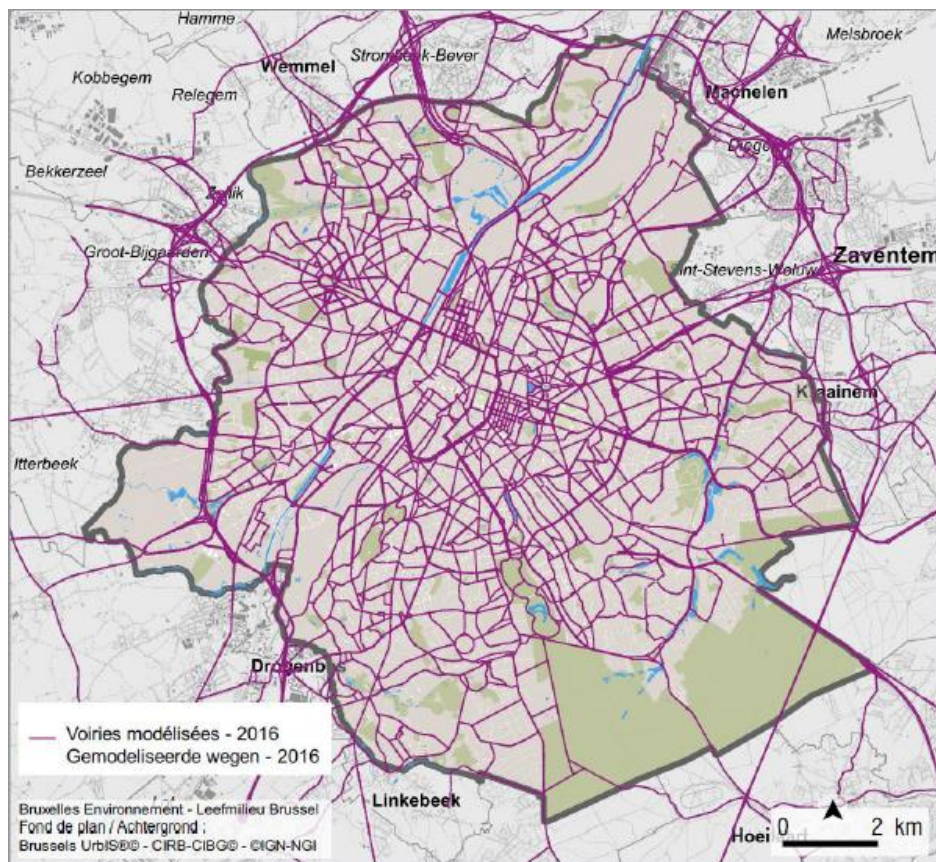 Hamme
Melsbroek
Wemmel
Kobbegem
Relegem
Machelen
Bekkerzeel
Groot-Bijgaarden
Zaventem
Itterbeek
Linkebeek
Voiries modélisées - 2016
Gemodeliseerde wegen - 2016
Bruxelles Environnement - Leefmilieu Brussel
Fond de plan / Achtergrond :
Brussels UrbIS®© - CIRB-CIBG© - ©IGN-NGI
0 2 km